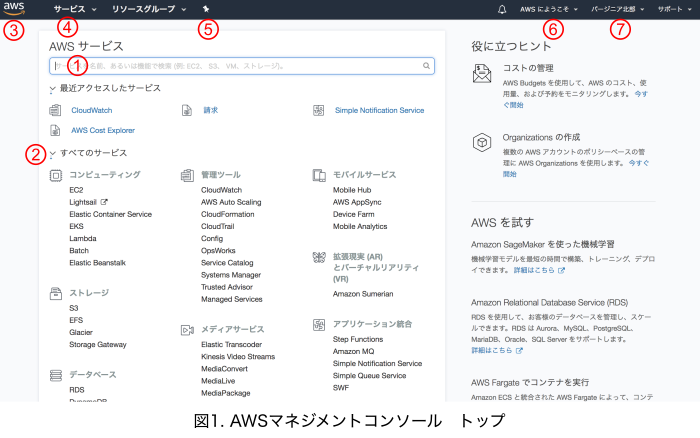 aws
サービス
リソースグループ
AWS にようこそ
バージニア北部
サポート
③
④
⑤
⑥
⑦
AWS サービス
①
名前、あるいは機能で検索 (例: EC2、S3、VM、ストレージ)。
最近アクセスしたサービス
CloudWatch
請求
Simple Notification Service
AWS Cost Explorer
②
すべてのサービス
コンピューティング
EC2
Lightsail
Elastic Container Service
EKS
Lambda
Batch
Elastic Beanstalk
ストレージ
S3
EFS
Glacier
Storage Gateway
データベース
RDS
DynamoDB
管理ツール
CloudWatch
AWS Auto Scaling
CloudFormation
CloudTrail
Config
OpsWorks
Service Catalog
Systems Manager
Trusted Advisor
Managed Services
メディアサービス
Elastic Transcoder
Kinesis Video Streams
MediaConvert
MediaLive
MediaPackage
モバイルサービス
Mobile Hub
AWS AppSync
Device Farm
Mobile Analytics
拡張現実 (AR)
とバーチャルリアリティ
(VR)
Amazon Sumerian
アプリケーション統合
Step Functions
Amazon MQ
Simple Notification Service
Simple Queue Service
SWF
役に立つヒント
コストの管理
AWS Budgets を使用して、AWS のコスト、使
用量、および予約をモニタリングします。 今す
ぐ開始
Organizations の作成
複数の AWS アカウントのポリシーベースの管
理に AWS Organizations を使用します。 今すぐ
開始
AWS を試す
Amazon SageMaker を使った機械学習
機械学習モデルを最短の時間で構築、トレーニング、デプロ
イできます。 詳細はこちら
Amazon Relational Database Service (RDS)
RDS を使用して、お客様のデータベースを管理し、スケー
ルできます。RDS は Aurora、MySQL、PostgreSQL、
MariaDB、Oracle、SQL Server をサポートします。
詳細はこちら
AWS Fargate でコンテナを実行
Amazon ECS と統合された AWS Fargate によって、コンテ
図1. AWSマネジメントコンソール　トップ